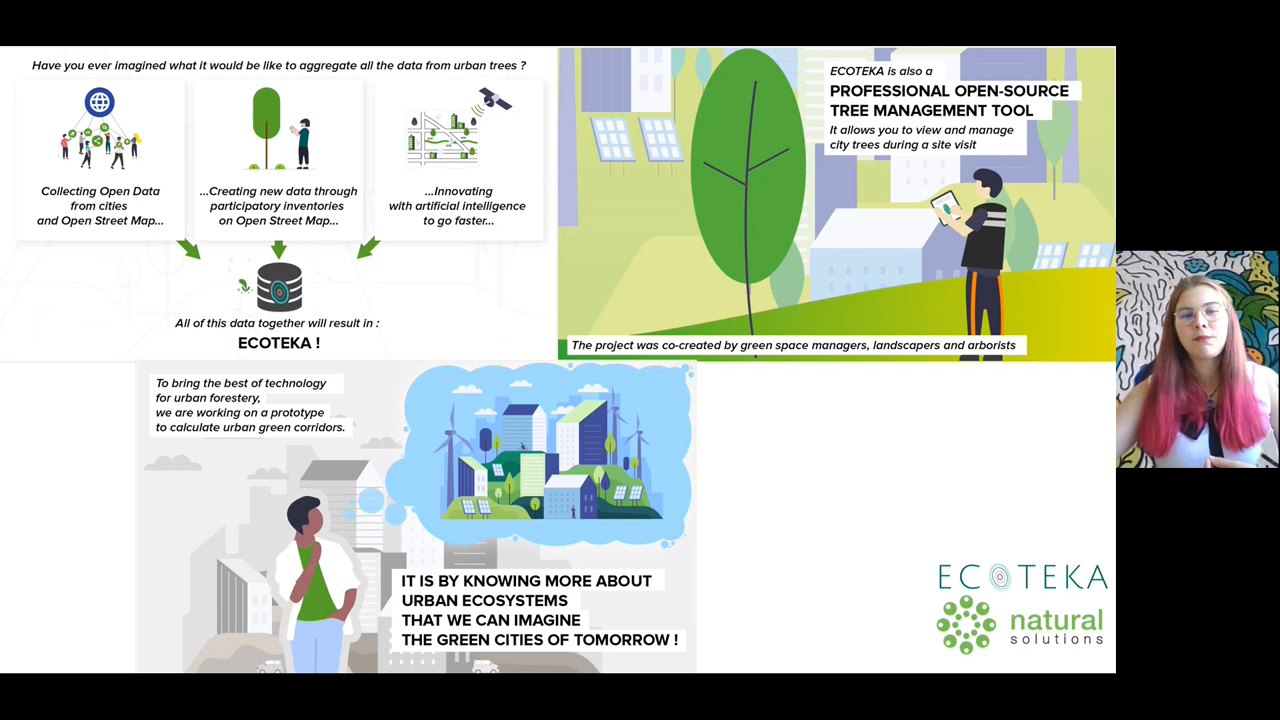 Have you ever imagined what it would be like to aggregate all the data from urban trees ?
Collecting Open Data
from cities
and Open Street Map...
...Creating new data through
participatory inventories
on Open Street Map...
...Innovating
with artificial intelligence
to go faster...
All of this data together will result in :
ECOTEKA !
ECOTEKA is also a
PROFESSIONAL OPEN-SOURCE
TREE MANAGEMENT TOOL
It allows you to view and manage
city trees during a site visit
The project was co-created by green space managers, landscapers and arborists
To bring the best of technology
for urban forestery,
we are working on a prototype
to calculate urban green corridors.
IT IS BY KNOWING MORE ABOUT
URBAN ECOSYSTEMS
THAT WE CAN IMAGINE
THE GREEN CITIES OF TOMORROW !
ECOTEKA
natural
solutions